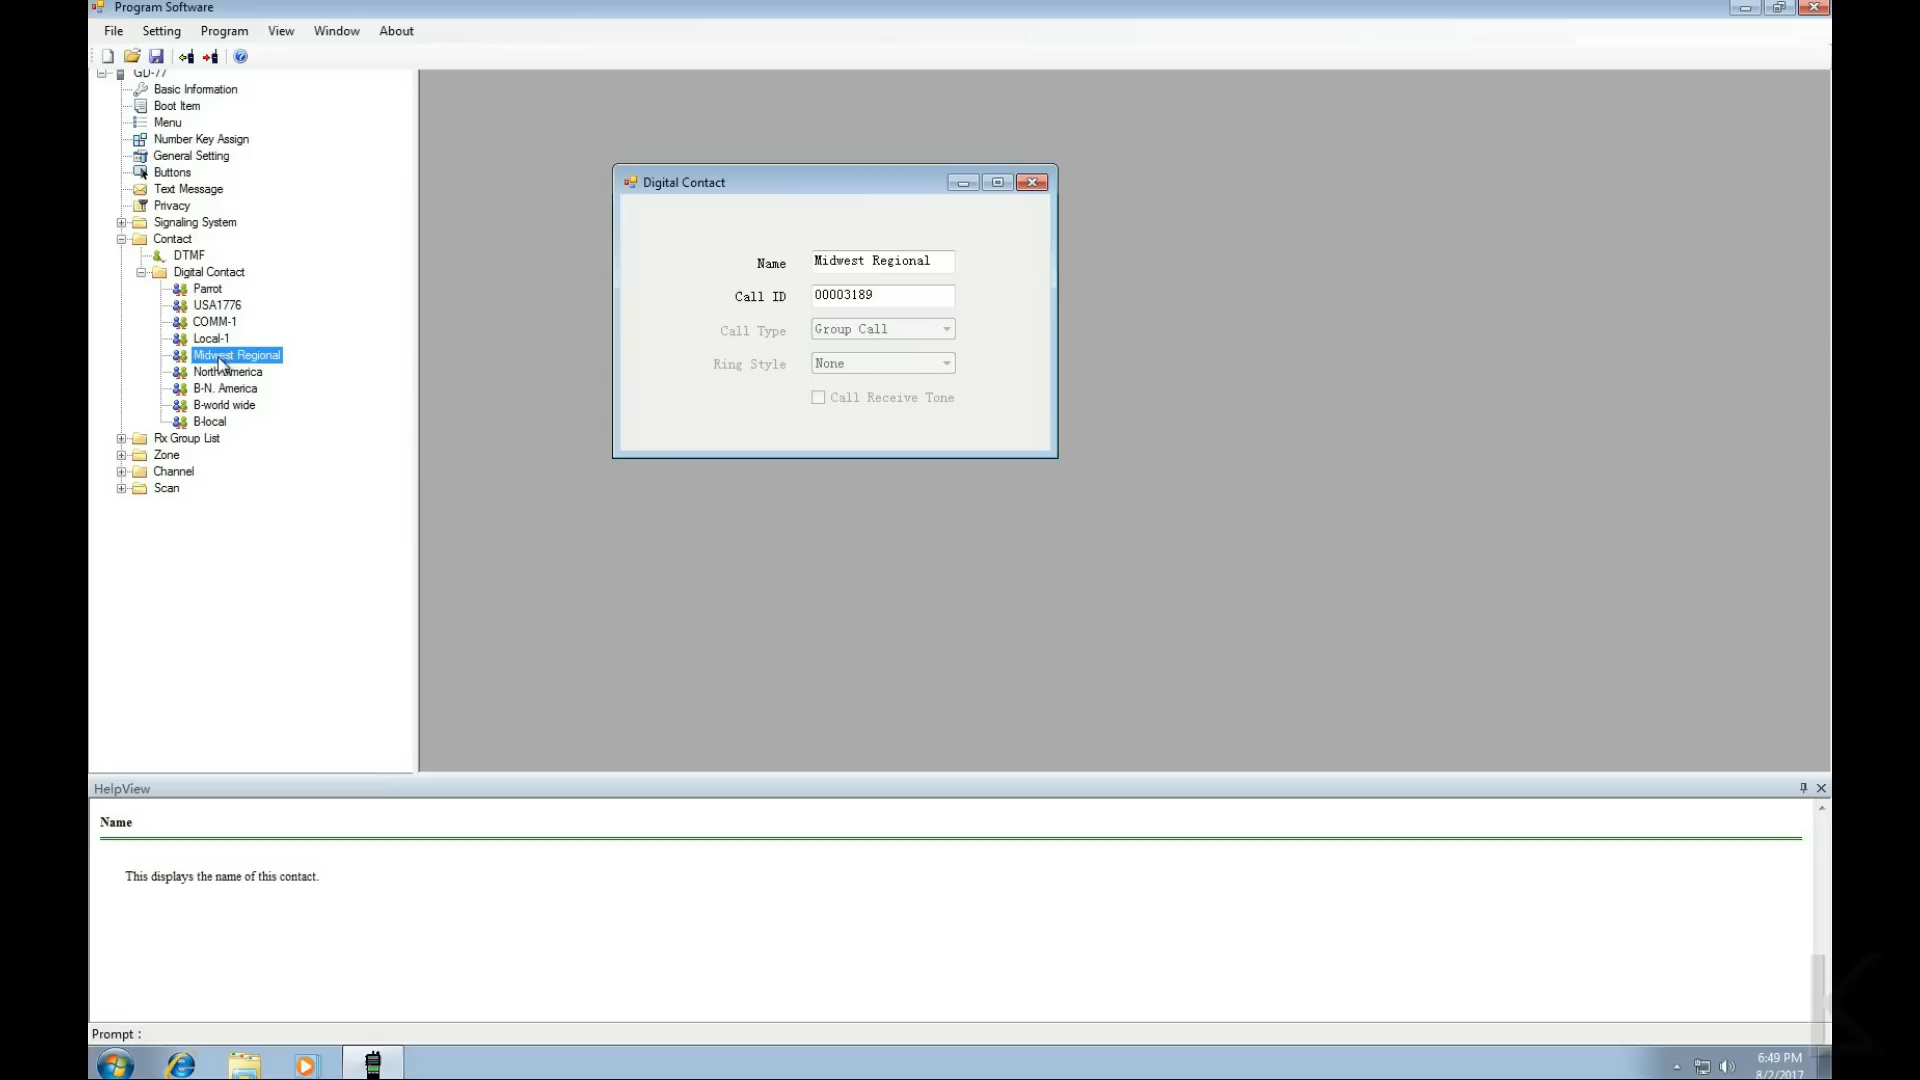 Program Software
File Setting Program View Window About
GD-77
Basic Information
Boot Item
Menu
Number Key Assign
General Setting
Buttons
Text Message
Privacy
Signaling System
Contact
DTMF
Digital Contact
Parrot
USA1776
COMM-1
Local-1
Midwest Regional
North America
B-N. America
B-world wide
B-local
Rx Group List
Zone
Channel
Scan
Digital Contact
Name Midwest Regional
Call ID 00003189
Call Type Group Call
Ring Style None
Call Receive Tone
HelpView
Name
This displays the name of this contact.
Prompt :
6:49 PM
8/2/2017